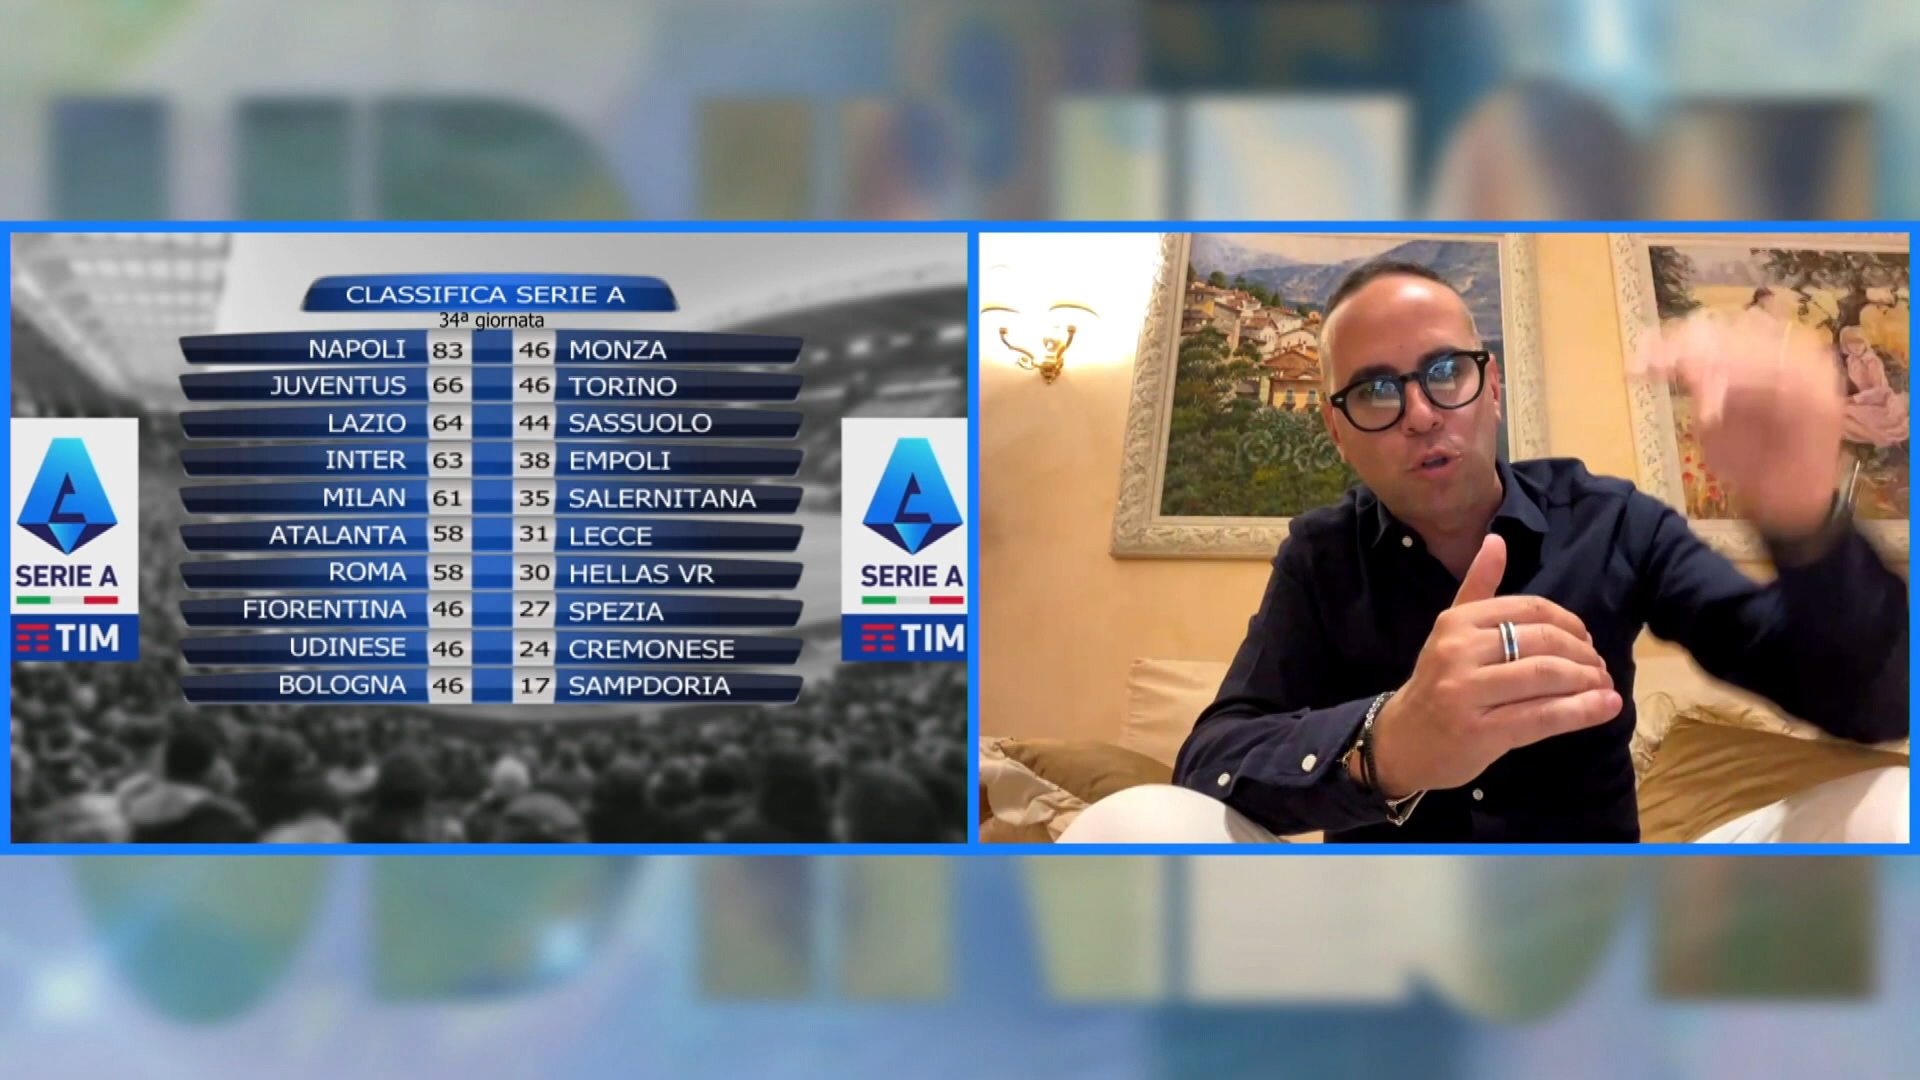 CLASSIFICA SERIE A
34ª giornata
NAPOLI 83 46 MONZA
JUVENTUS 66 46 TORINO
LAZIO 64 44 SASSUOLO
INTER 63 38 EMPOLI
MILAN 61 35 SALERNITANA
ATALANTA 58 31 LECCE
ROMA 58 30 HELLAS VR
FIORENTINA 46 27 SPEZIA
UDINESE 46 24 CREMONESE
BOLOGNA 46 17 SAMPDORIA
SERIE A
TIM
SERIE A
TIM